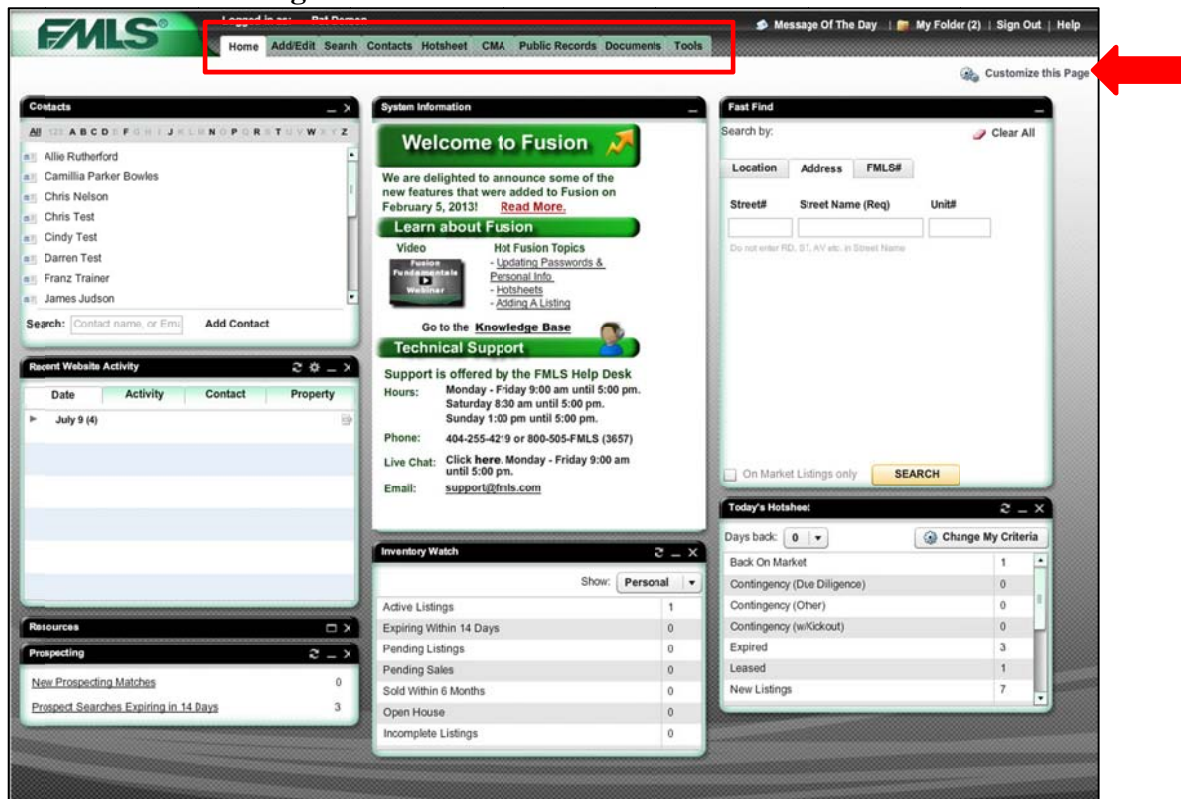 FMLS®
Logged in as: Pat Demon
Message Of The Day | My Folder (2) | Sign Out | Help
Home Add/Edit Search Contacts Hotsheet CMA Public Records Documents Tools
Customize this Page
Contacts
All 123 A B C D E F G H I J K L M N O P Q R S T U V W X Y Z
Allie Rutherford
Camillia Parker Bowles
Chris Nelson
Chris Test
Cindy Test
Darren Test
Franz Trainer
James Judson
Search: Contact name, or Ema Add Contact
Recent Website Activity
Date Activity Contact Property
July 9 (4)
Resources
Prospecting
New Prospecting Matches 0
Prospect Searches Expiring in 14 Days 3
System Information
Welcome to Fusion
We are delighted to announce some of the
new features that were added to Fusion on
February 5, 2013! Read More.
Learn about Fusion
Video Hot Fusion Topics
Fusion
Fundamentals
Webinar
- Updating Passwords &
Personal Info
- Hotsheets
- Adding A Listing
Go to the Knowledge Base
Technical Support
Support is offered by the FMLS Help Desk
Hours: Monday - Friday 9:00 am until 5:00 pm.
Saturday 8:30 am until 5:00 pm.
Sunday 1:00 pm until 5:00 pm.
Phone: 404-255-4219 or 800-505-FMLS (3657)
Live Chat: Click here. Monday - Friday 9:00 am
until 5:00 pm.
Email: support@fmls.com
Inventory Watch
Show: Personal
Active Listings 1
Expiring Within 14 Days 0
Pending Listings 0
Pending Sales 0
Sold Within 6 Months 0
Open House 0
Incomplete Listings 0
Fast Find
Search by: Clear All
Location Address FMLS#
Street# Street Name (Req) Unit#
Do not enter RD, ST, AV etc. in Street Name
On Market Listings only SEARCH
Today's Hotsheet
Days back: 0 Change My Criteria
Back On Market 1
Contingency (Due Diligence) 0
Contingency (Other) 0
Contingency (w/Kickout) 0
Expired 3
Leased 1
New Listings 7